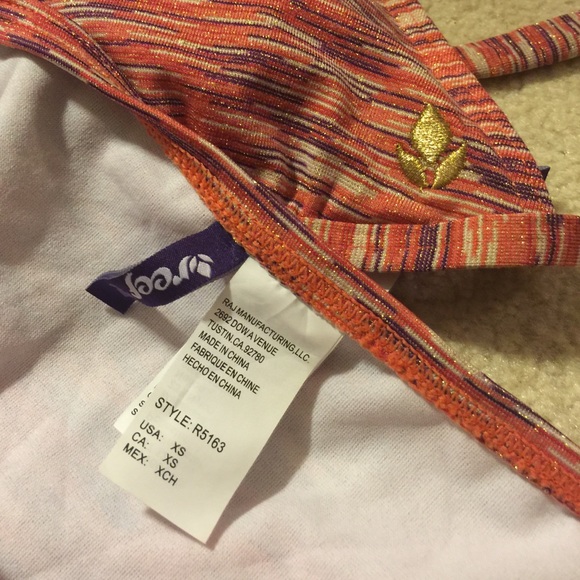 reef
RAJ MANUFACTURING, LLC.
2692 DOW AVENUE
TUSTIN, CA. 92780
MADE IN CHINA
FABRIQUE EN CHINE
HECHO EN CHINA
STYLE: R5163
USA: XS
CA: XS
MEX: XCH